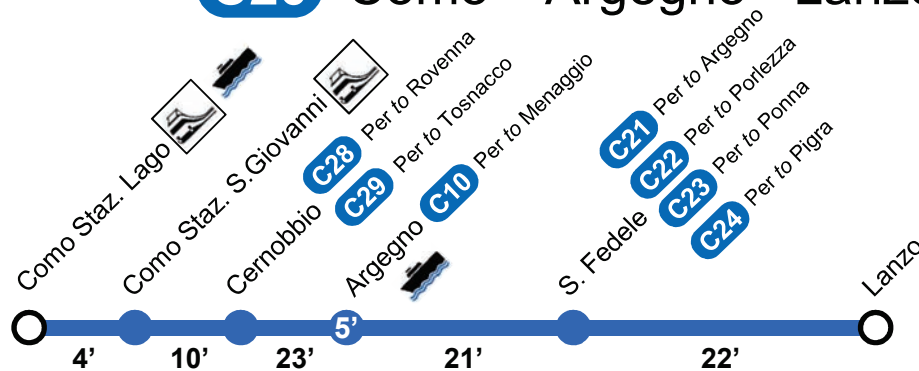 Como Argegno Lanzo
Como Staz. Lago
Como Staz. S.Giovanni
Cernobbio
C28 Per to Rovenna
C29 Per to Tosnacco
Argegno
C10 Per to Menaggio
S. Fedele
C21 Per to Argegno
C22 Per to Porlezza
C23 Per to Ponna
C24 Per to Pigra
Lanzo
5’
4’ 10’ 23’ 21’ 22’